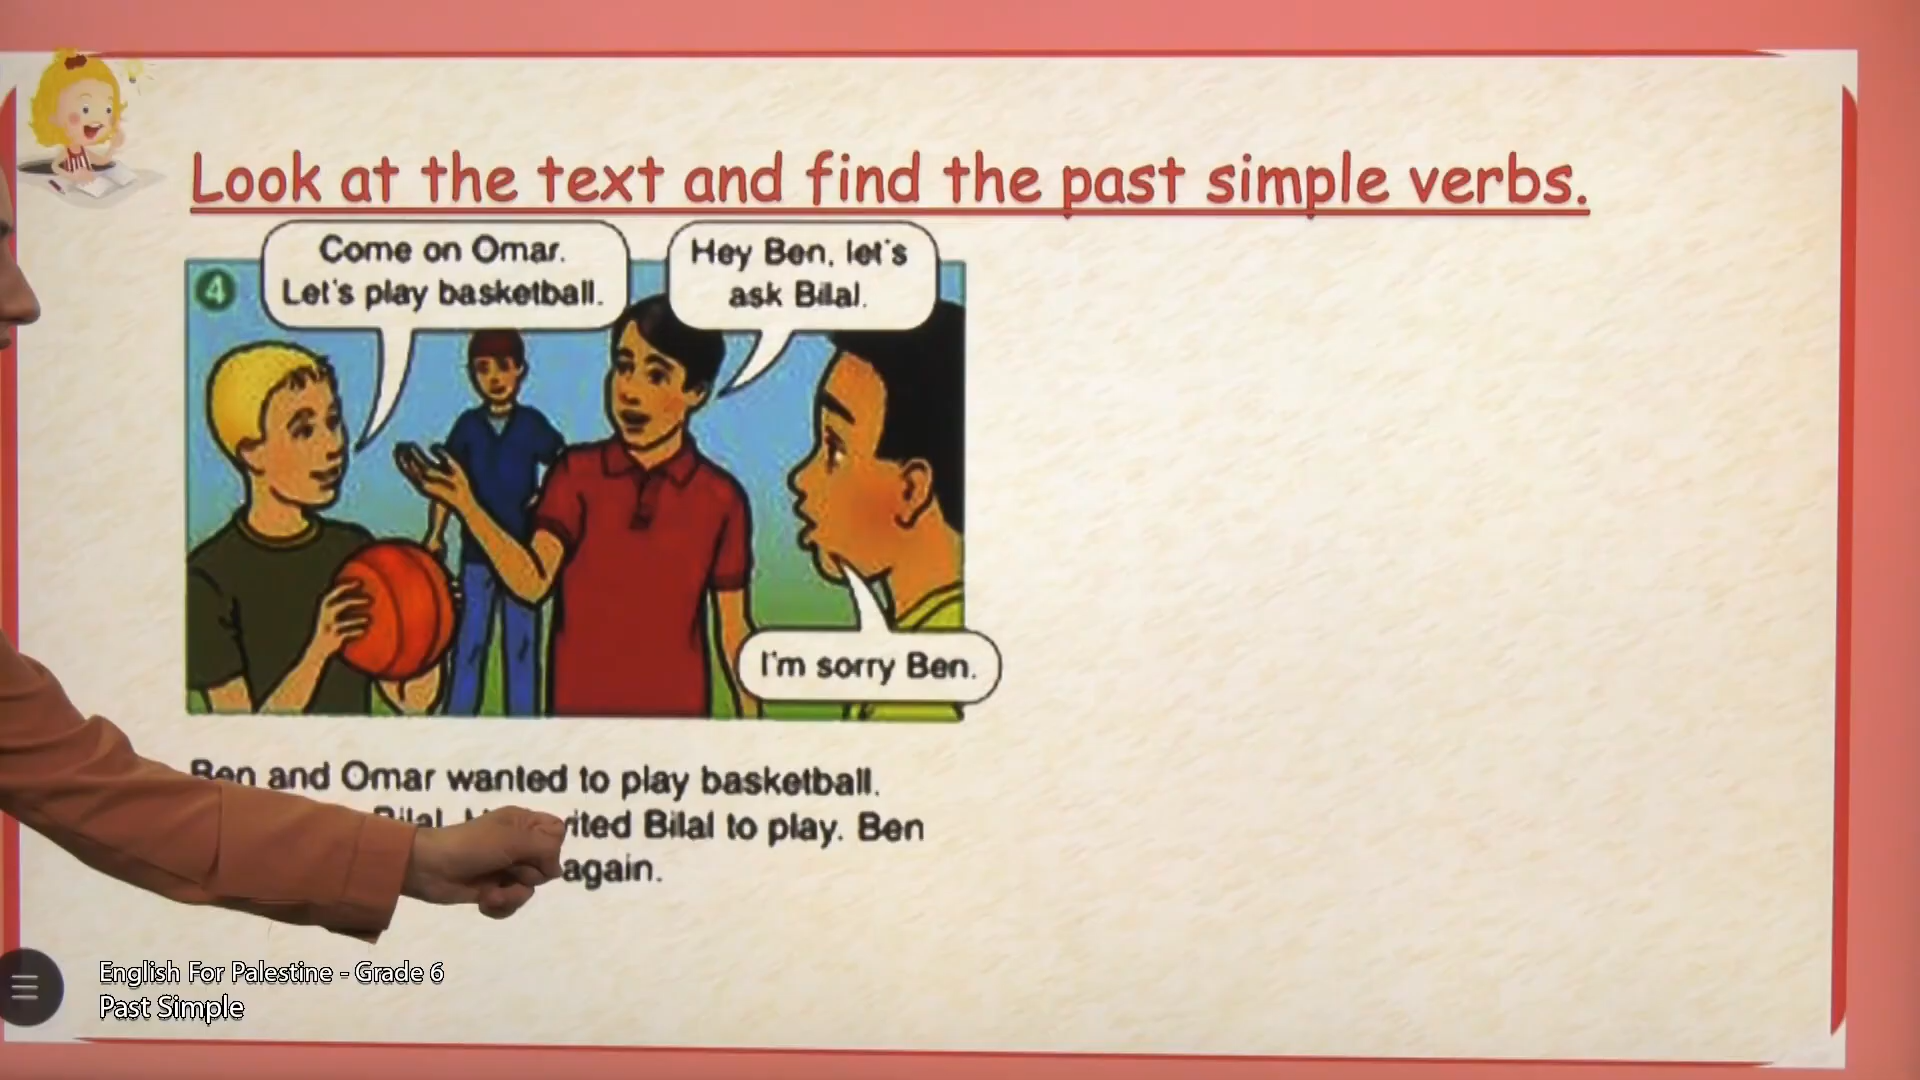 Look at the text and find the past simple verbs.
Come on Omar.
Let's play basketball.
Hey Ben, let's
ask Bilal.
4
I'm sorry Ben.
Ben and Omar wanted to play basketball.
Bilal. Bilal to play. Ben
again.
English For Palestine - Grade 6
Past Simple